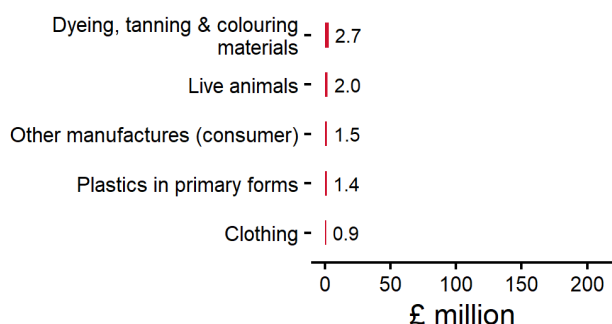 Dyeing, tanning & colouring
materials
2.7
Live animals
2.0
Other manufactures (consumer)
1.5
Plastics in primary forms
1.4
Clothing
0.9
0 50 100 150 200
£ million